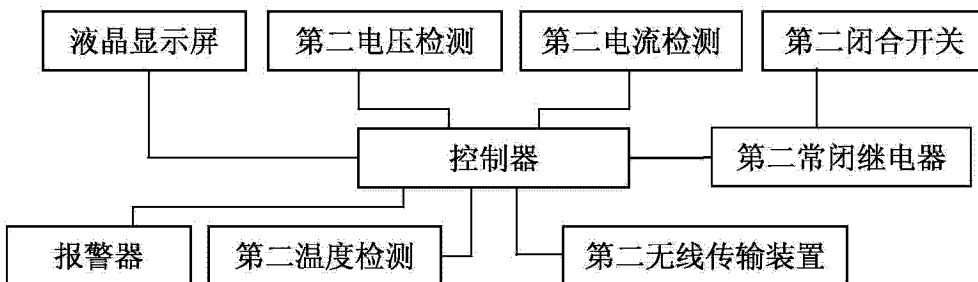 液晶显示屏
第二电压检测
第二电流检测
第二闭合开关
控制器
第二常闭继电器
报警器
第二温度检测
第二无线传输装置